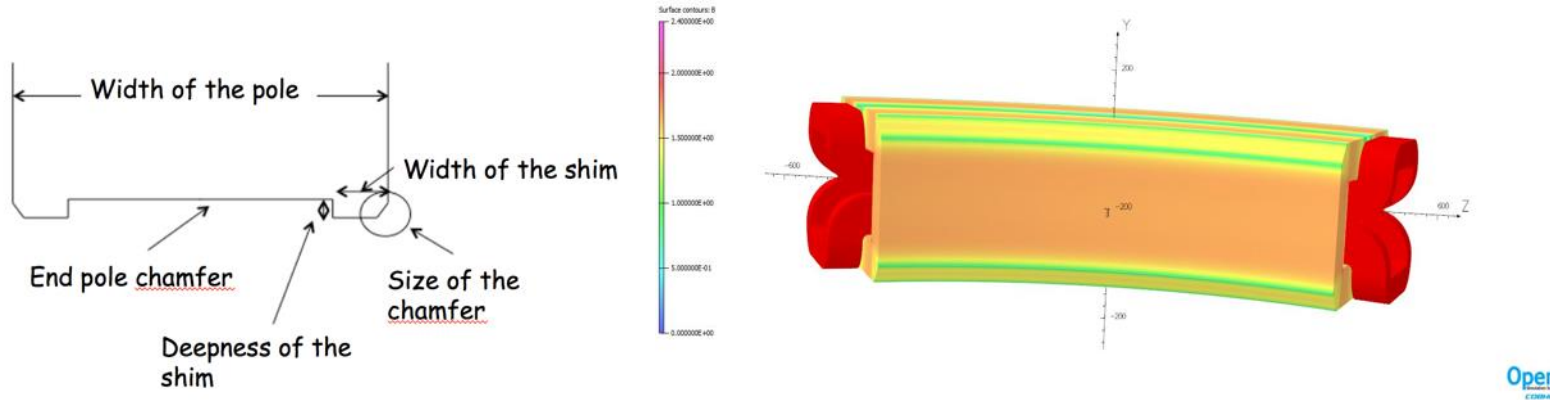 Width of the pole
Width of the shim
End pole chamfer
Size of the
chamfer
Deepness of the
shim
Surface contours: B
2.400000E+00
2.000000E+00
1.500000E+00
1.000000E+00
5.000000E-01
0.000000E+00
Y
200
-600
-200
600
Z
-200
Oper